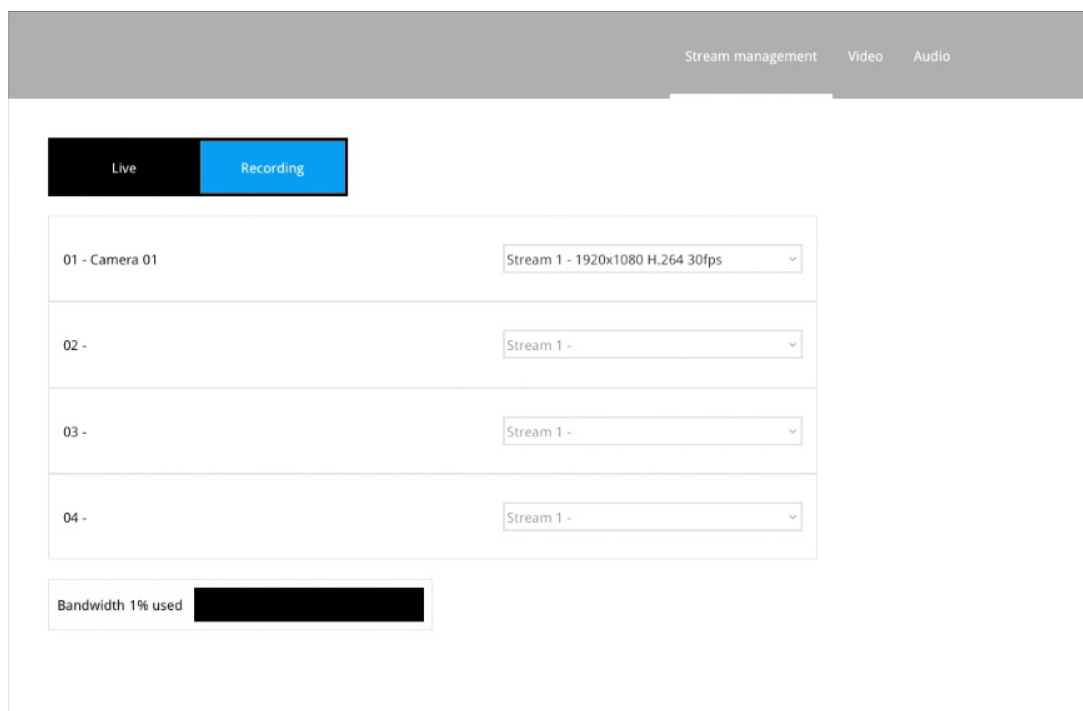 Stream management Video Audio
Live Recording
01 - Camera 01 Stream 1 - 1920x1080 H.264 30fps
02 - Stream 1 -
03 - Stream 1 -
04 - Stream 1 -
Bandwidth 1% used